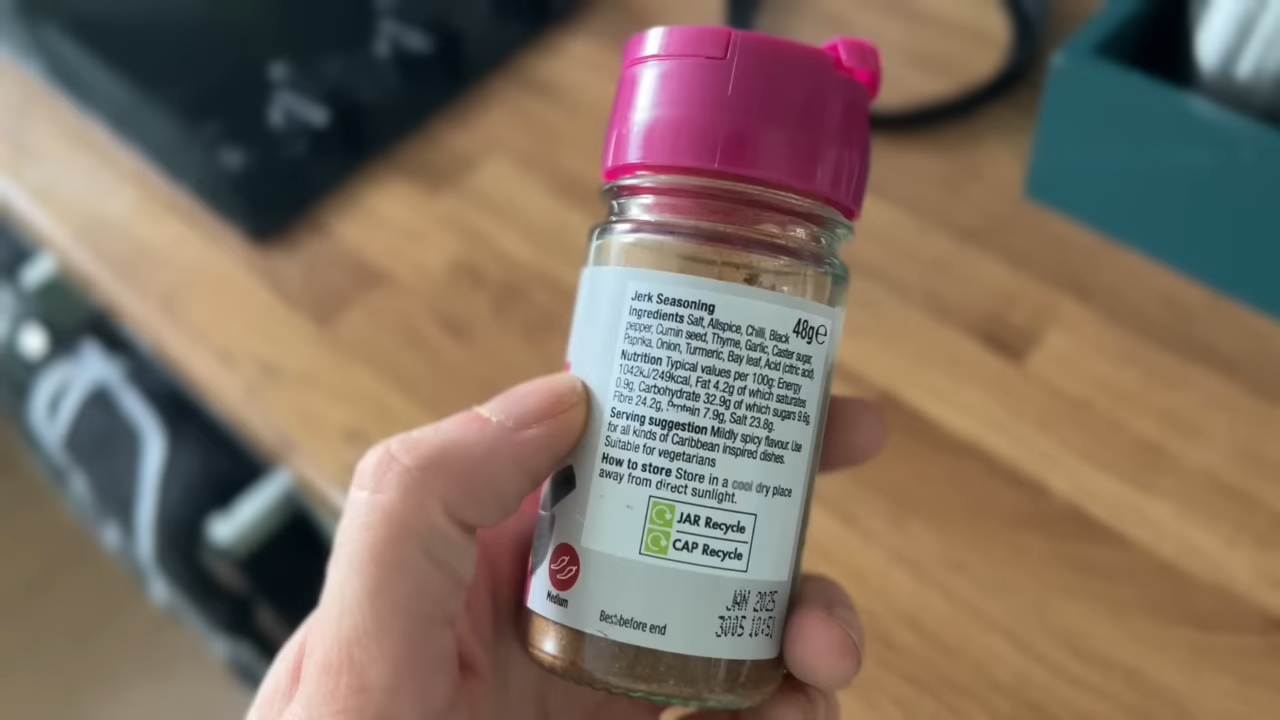 Jerk Seasoning
Ingredients Salt, Allspice, Chilli, Black
pepper, Cumin seed, Thyme, Garlic, Caster sugar,
Paprika, Onion, Turmeric, Bay leaf, Acid (citric acid).
48g℮
Nutrition Typical values per 100g: Energy
1042kJ/249kcal, Fat 4.2g of which saturates
0.9g, Carbohydrate 32.9g of which sugars 9.6g,
Fibre 24.2g, Protein 7.9g, Salt 23.8g.
Serving suggestion Mildly spicy flavour. Use
for all kinds of Caribbean inspired dishes.
Suitable for vegetarians
How to store Store in a cool dry place
away from direct sunlight.
JAR Recycle
CAP Recycle
Medium
Best before end
JAN 2025
3005 10:51